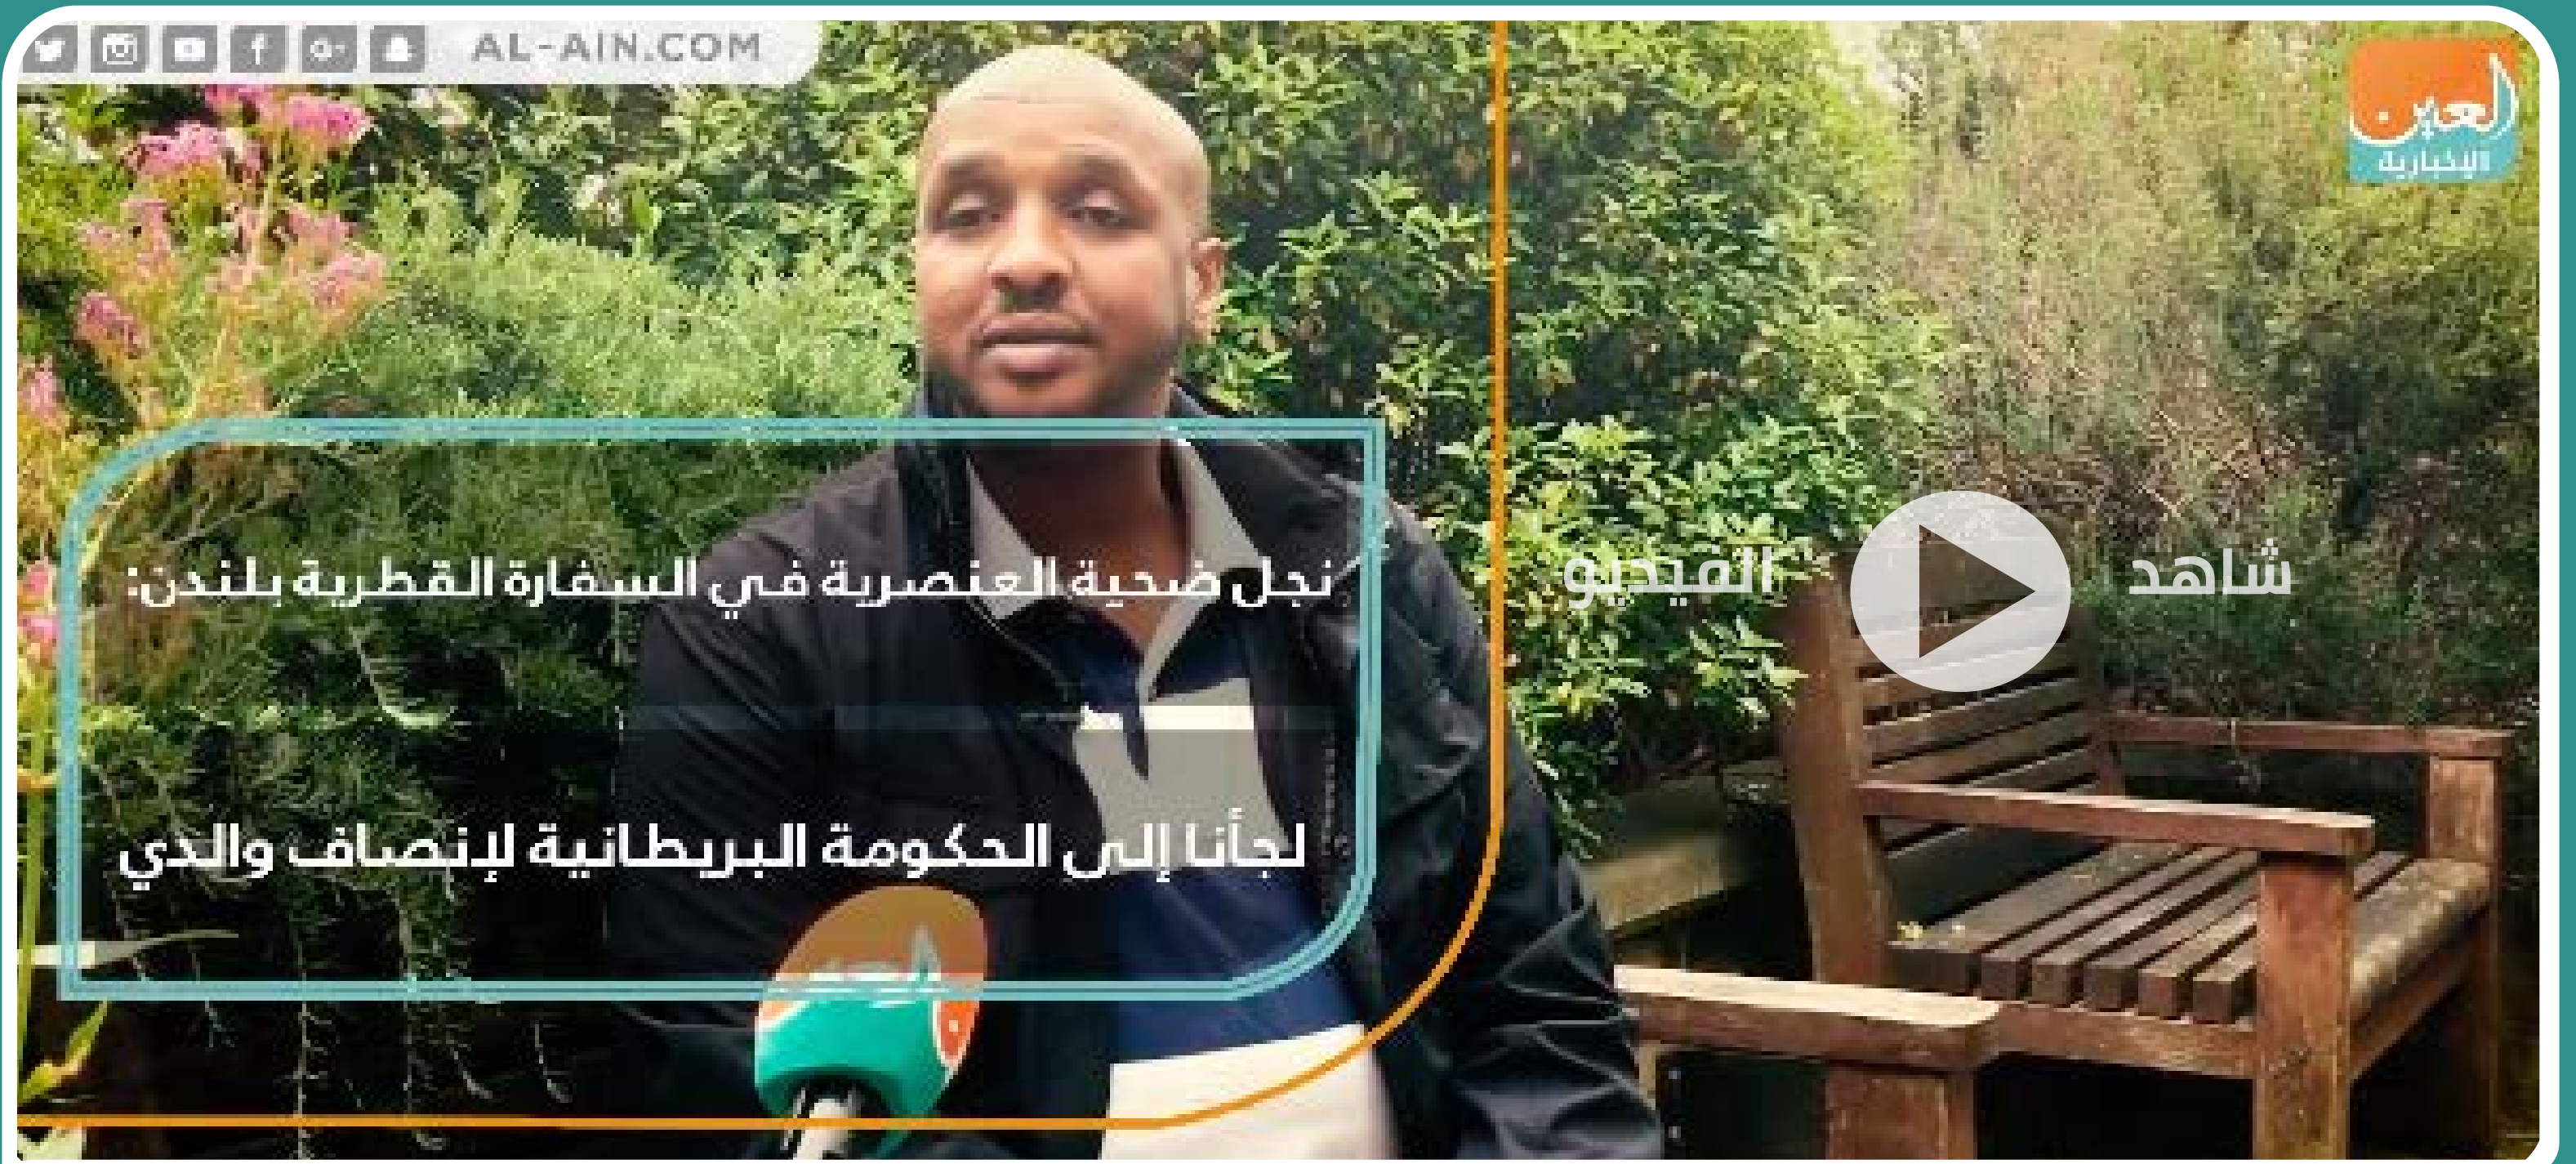 AL-AIN.COM
العين
الإخبارية
شاهد الفيديو
نجل ضحية العنصرية في السفارة القطرية بلندن:
لجأنا إلى الحكومة البريطانية لإنصاف والدي